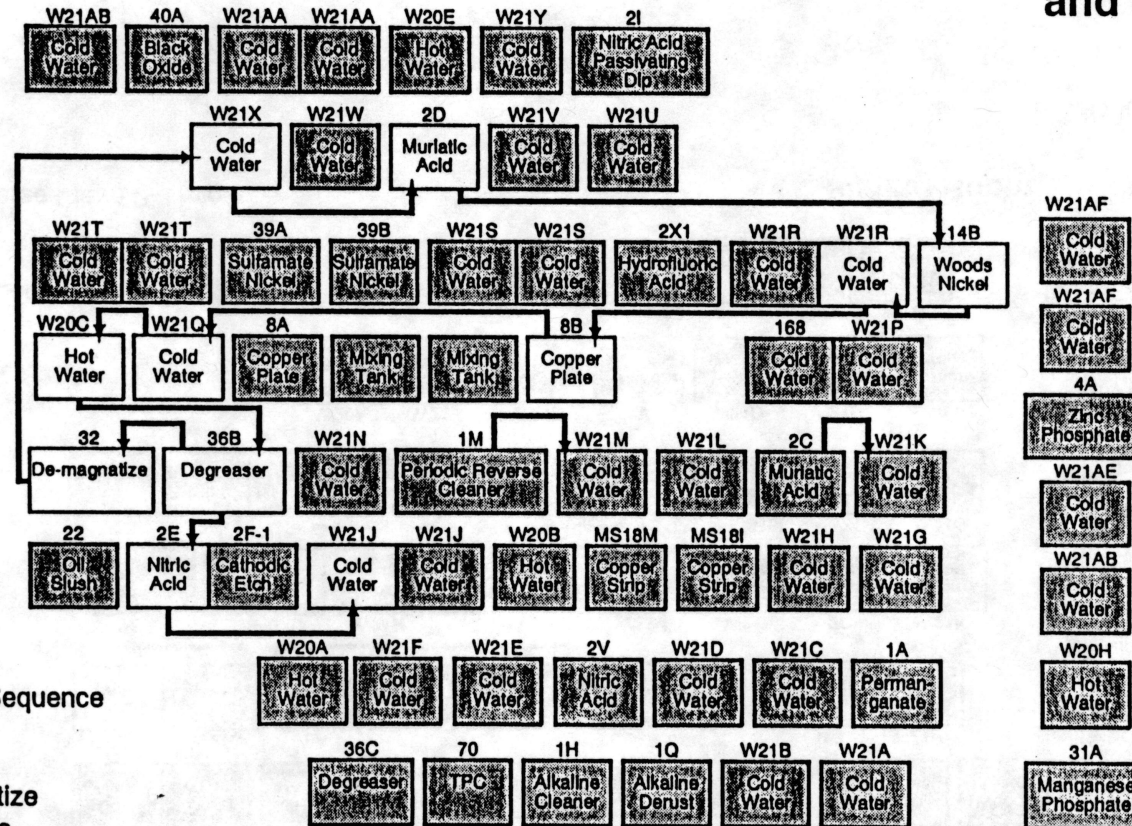 and
W21AB 40A W21AA W21AA W20E W21Y 2I
Cold Water
Black Oxide
Cold Water
Cold Water
Hot Water
Cold Water
Nitric Acid Passivating Dip
W21X W21W 2D W21V W21U
Cold Water
Cold Water
Muriatic Acid
Cold Water
Cold Water
W21T W21T 39A 39B W21S W21S 2X1 W21R W21R 14B
Cold Water
Cold Water
Sulfamate Nickel
Sulfamate Nickel
Cold Water
Cold Water
Hydrofluoric Acid
Cold Water
Cold Water
Woods Nickel
W20C W21Q 8A 8B 168 W21P
Hot Water
Cold Water
Copper Plate
Mixing Tank
Mixing Tank
Copper Plate
Cold Water
Cold Water
32 36B W21N 1M W21M W21L 2C W21K
De-magnatize
Degreaser
Cold Water
Periodic Reverse Cleaner
Cold Water
Cold Water
Muriatic Acid
Cold Water
22 2E 2F-1 W21J W21J W20B MS18M MS18I W21H W21G
Oil Slush
Nitric Acid
Cathodic Etch
Cold Water
Cold Water
Hot Water
Copper Strip
Copper Strip
Cold Water
Cold Water
W20A W21F W21E 2V W21D W21C 1A
Hot Water
Cold Water
Cold Water
Nitric Acid
Cold Water
Cold Water
Perman-
ganate
36C 70 1H 1Q W21B W21A
Degreaser
TPC
Alkaline Cleaner
Alkaline Derust
Cold Water
Cold Water
W21AF
Cold Water
W21AF
Cold Water
4A
Zinc Phosphate
W21AE
Cold Water
W21AB
Cold Water
W20H
Hot Water
31A
Manganese Phosphate
equence
tize